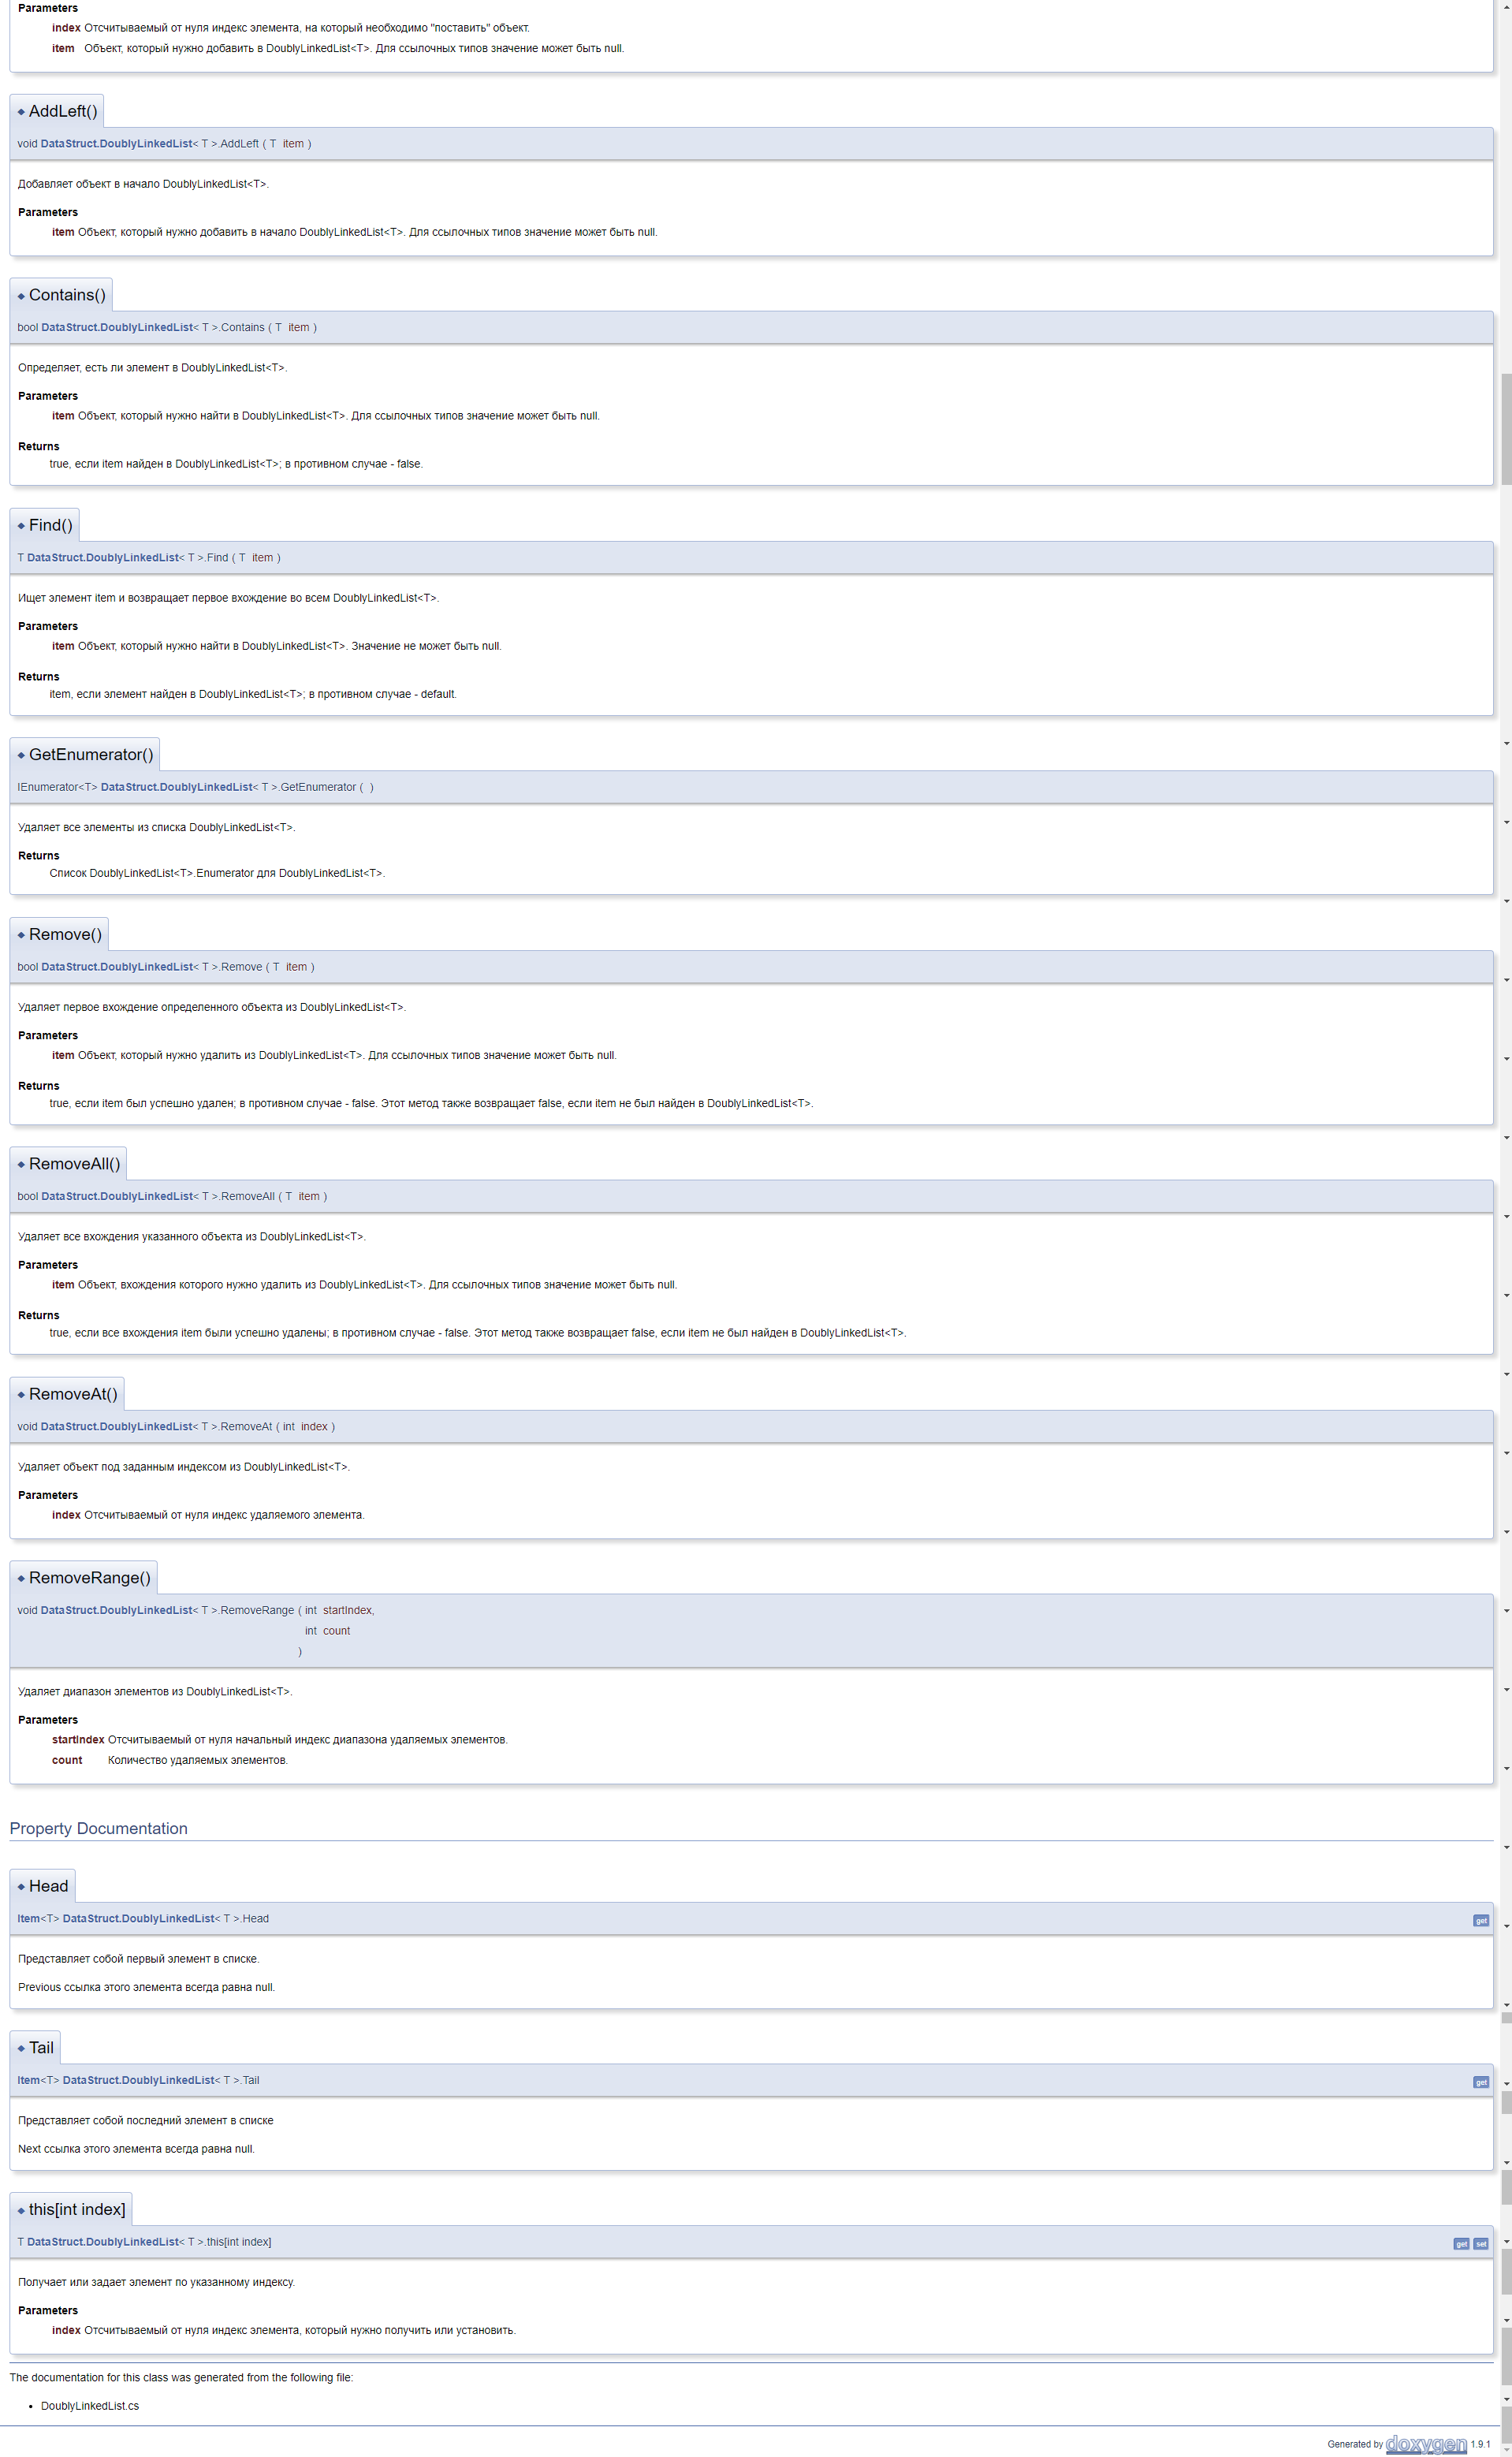 Parameters
index Отсчитываемый от нуля индекс элемента, на который необходимо "поставить" объект.
item Объект, который нужно добавить в DoublyLinkedList<T>. Для ссылочных типов значение может быть null.
◆ AddLeft()
void DataStruct.DoublyLinkedList< T >.AddLeft ( T item )
Добавляет объект в начало DoublyLinkedList<T>.
Parameters
item Объект, который нужно добавить в начало DoublyLinkedList<T>. Для ссылочных типов значение может быть null.
◆ Contains()
bool DataStruct.DoublyLinkedList< T >.Contains ( T item )
Определяет, есть ли элемент в DoublyLinkedList<T>.
Parameters
item Объект, который нужно найти в DoublyLinkedList<T>. Для ссылочных типов значение может быть null.
Returns
true, если item найден в DoublyLinkedList<T>; в противном случае - false.
◆ Find()
T DataStruct.DoublyLinkedList< T >.Find ( T item )
Ищет элемент item и возвращает первое вхождение во всем DoublyLinkedList<T>.
Parameters
item Объект, который нужно найти в DoublyLinkedList<T>. Значение не может быть null.
Returns
item, если элемент найден в DoublyLinkedList<T>; в противном случае - default.
◆ GetEnumerator()
IEnumerator<T> DataStruct.DoublyLinkedList< T >.GetEnumerator ( )
Удаляет все элементы из списка DoublyLinkedList<T>.
Returns
Список DoublyLinkedList<T>.Enumerator для DoublyLinkedList<T>.
◆ Remove()
bool DataStruct.DoublyLinkedList< T >.Remove ( T item )
Удаляет первое вхождение определенного объекта из DoublyLinkedList<T>.
Parameters
item Объект, который нужно удалить из DoublyLinkedList<T>. Для ссылочных типов значение может быть null.
Returns
true, если item был успешно удален; в противном случае - false. Этот метод также возвращает false, если item не был найден в DoublyLinkedList<T>.
◆ RemoveAll()
bool DataStruct.DoublyLinkedList< T >.RemoveAll ( T item )
Удаляет все вхождения указанного объекта из DoublyLinkedList<T>.
Parameters
item Объект, вхождения которого нужно удалить из DoublyLinkedList<T>. Для ссылочных типов значение может быть null.
Returns
true, если все вхождения item были успешно удалены; в противном случае - false. Этот метод также возвращает false, если item не был найден в DoublyLinkedList<T>.
◆ RemoveAt()
void DataStruct.DoublyLinkedList< T >.RemoveAt ( int index )
Удаляет объект под заданным индексом из DoublyLinkedList<T>.
Parameters
index Отсчитываемый от нуля индекс удаляемого элемента.
◆ RemoveRange()
void DataStruct.DoublyLinkedList< T >.RemoveRange ( int startIndex,
int count
)
Удаляет диапазон элементов из DoublyLinkedList<T>.
Parameters
startIndex Отсчитываемый от нуля начальный индекс диапазона удаляемых элементов.
count Количество удаляемых элементов.
Property Documentation
◆ Head
Item<T> DataStruct.DoublyLinkedList< T >.Head get
Представляет собой первый элемент в списке.
Previous ссылка этого элемента всегда равна null.
◆ Tail
Item<T> DataStruct.DoublyLinkedList< T >.Tail get
Представляет собой последний элемент в списке
Next ссылка этого элемента всегда равна null.
◆ this[int index]
T DataStruct.DoublyLinkedList< T >.this[int index] get set
Получает или задает элемент по указанному индексу.
Parameters
index Отсчитываемый от нуля индекс элемента, который нужно получить или установить.
The documentation for this class was generated from the following file:
• DoublyLinkedList.cs
Generated by doxygen 1.9.1